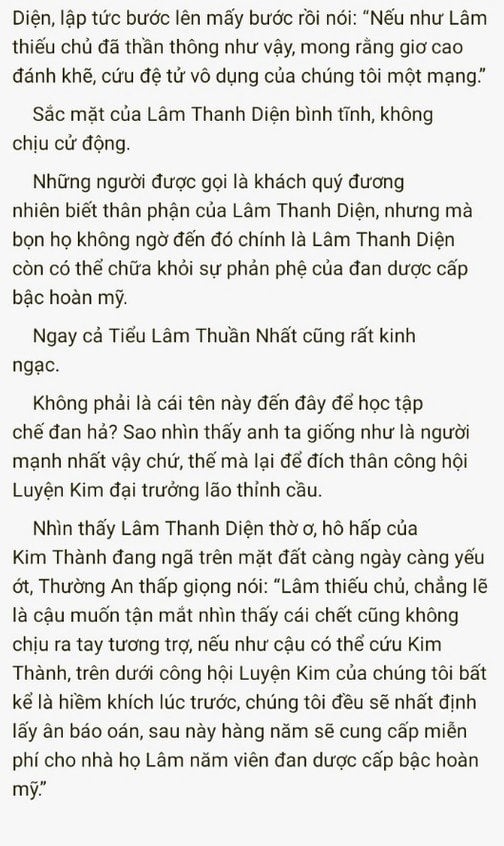 Diện, lập tức bước lên mấy bước rồi nói: “Nếu như Lâm
thiếu chủ đã thần thông như vậy, mong rằng giơ cao
đánh khẽ, cứu đệ tử vô dụng của chúng tôi một mạng.”
Sắc mặt của Lâm Thanh Diện bình tĩnh, không
chịu cử động.
Những người được gọi là khách quý đương
nhiên biết thân phận của Lâm Thanh Diện, nhưng mà
bọn họ không ngờ đến đó chính là Lâm Thanh Diện
còn có thể chữa khỏi sự phản phệ của đan dược cấp
bậc hoàn mỹ.
Ngay cả Tiểu Lâm Thuần Nhất cũng rất kinh
ngạc.
Không phải là cái tên này đến đây để học tập
chế đan hả? Sao nhìn thấy anh ta giống như là người
mạnh nhất vậy chứ, thế mà lại để đích thân công hội
Luyện Kim đại trưởng lão thỉnh cầu.
Nhìn thấy Lâm Thanh Diện thờ ơ, hô hấp của
Kim Thành đang ngã trên mặt đất càng ngày càng yếu
ớt, Thường An thấp giọng nói: “Lâm thiếu chủ, chẳng lẽ
là cậu muốn tận mắt nhìn thấy cái chết cũng không
chịu ra tay tương trợ, nếu như cậu có thể cứu Kim
Thành, trên dưới công hội Luyện Kim của chúng tôi bất
kể là hiềm khích lúc trước, chúng tôi đều sẽ nhất định
lấy ân báo oán, sau này hàng năm sẽ cung cấp miễn
phí cho nhà họ Lâm năm viên đan dược cấp bậc hoàn
mỹ.”